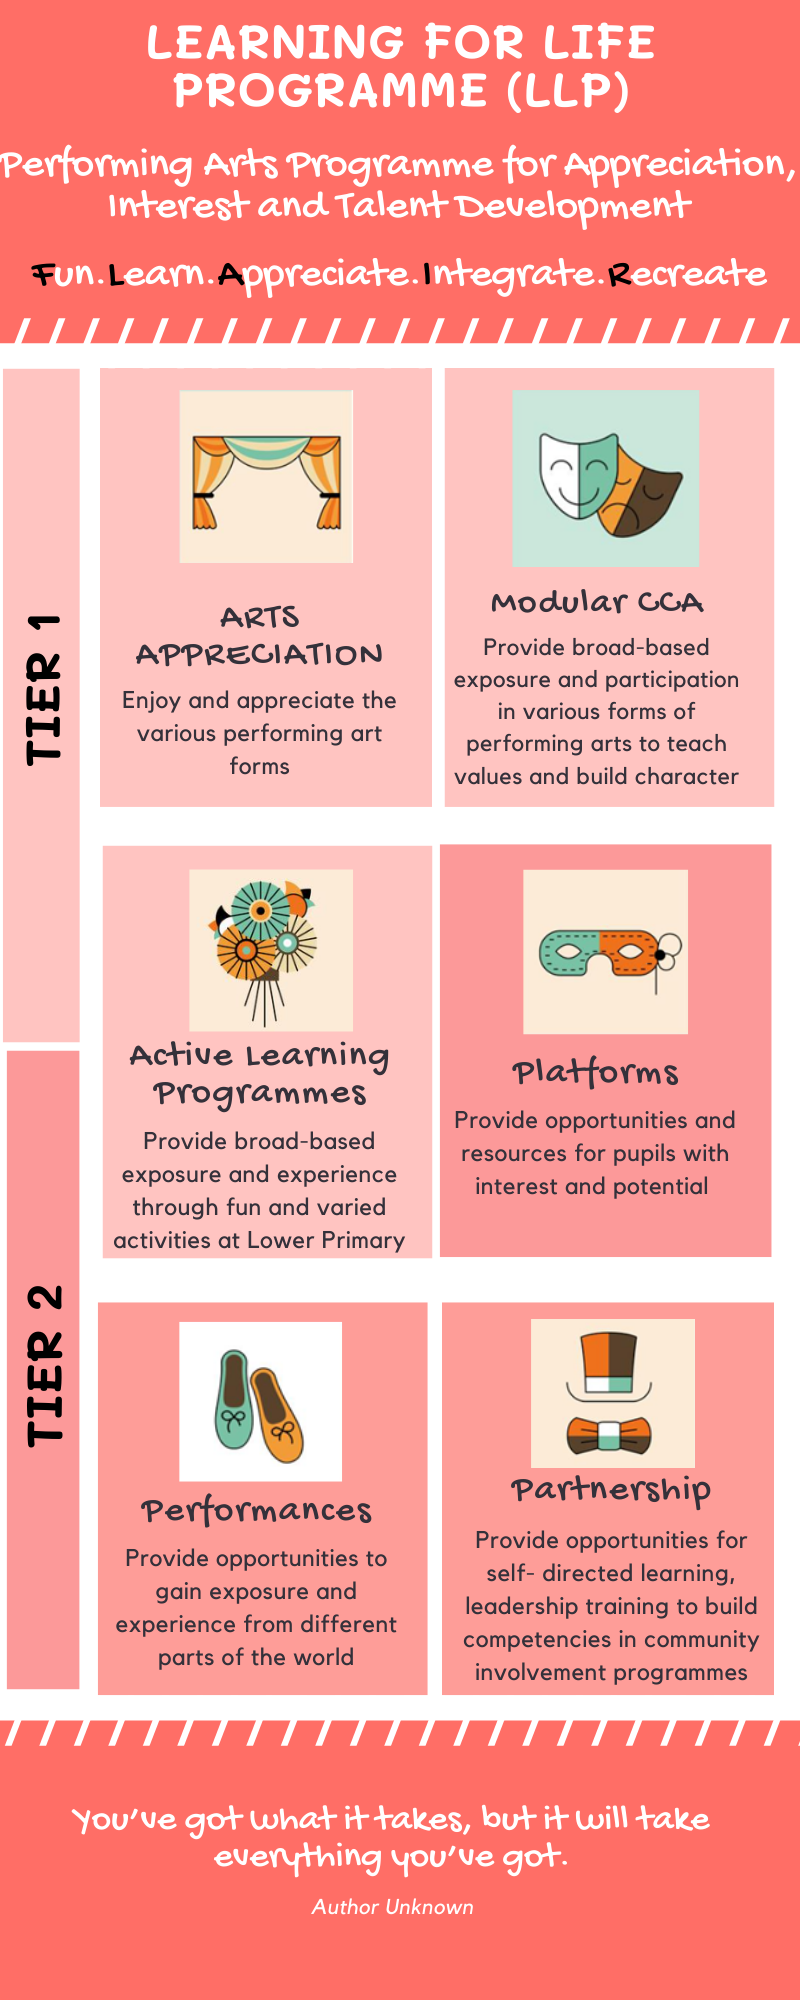 LEARNING FOR LIFE
PROGRAMME (LLP)
Performing Arts Programme for Appreciation,
Interest and Talent Development
Fun.Learn.Appreciate.Integrate.Recreate
TIER 1
ARTS
APPRECIATION
Enjoy and appreciate the
various performing art
forms
Modular CCA
Provide broad-based
exposure and participation
in various forms of
performing arts to teach
values and build character
Active Learning
Programmes
Provide broad-based
exposure and experience
through fun and varied
activities at Lower Primary
Platforms
Provide opportunities and
resources for pupils with
interest and potential
TIER 2
Performances
Provide opportunities to
gain exposure and
experience from different
parts of the world
Partnership
Provide opportunities for
self- directed learning,
leadership training to build
competencies in community
involvement programmes
You've got what it takes, but it will take
everything you've got.
Author Unknown